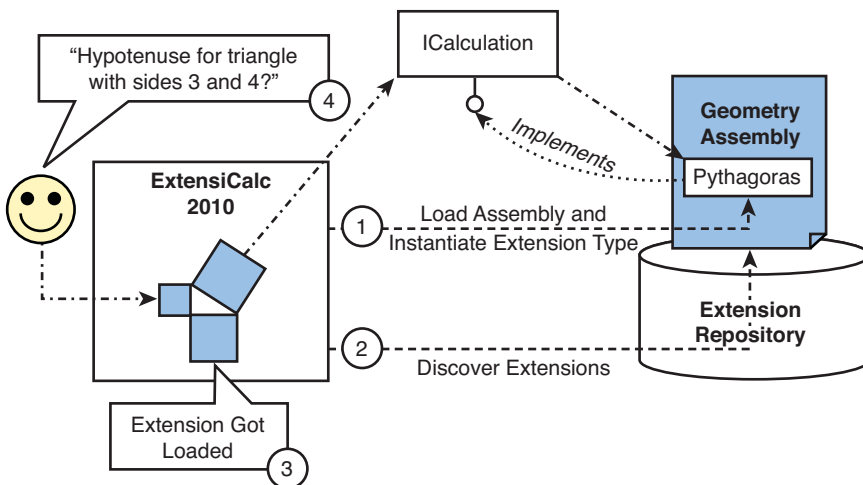 “Hypotenuse for triangle
with sides 3 and 4?”
4
ICalculation
Geometry
Assembly
Pythagoras
Implements
ExtensiCalc
2010
1
Load Assembly and
Instantiate Extension Type
Extension
Repository
2
Discover Extensions
Extension Got
Loaded
3